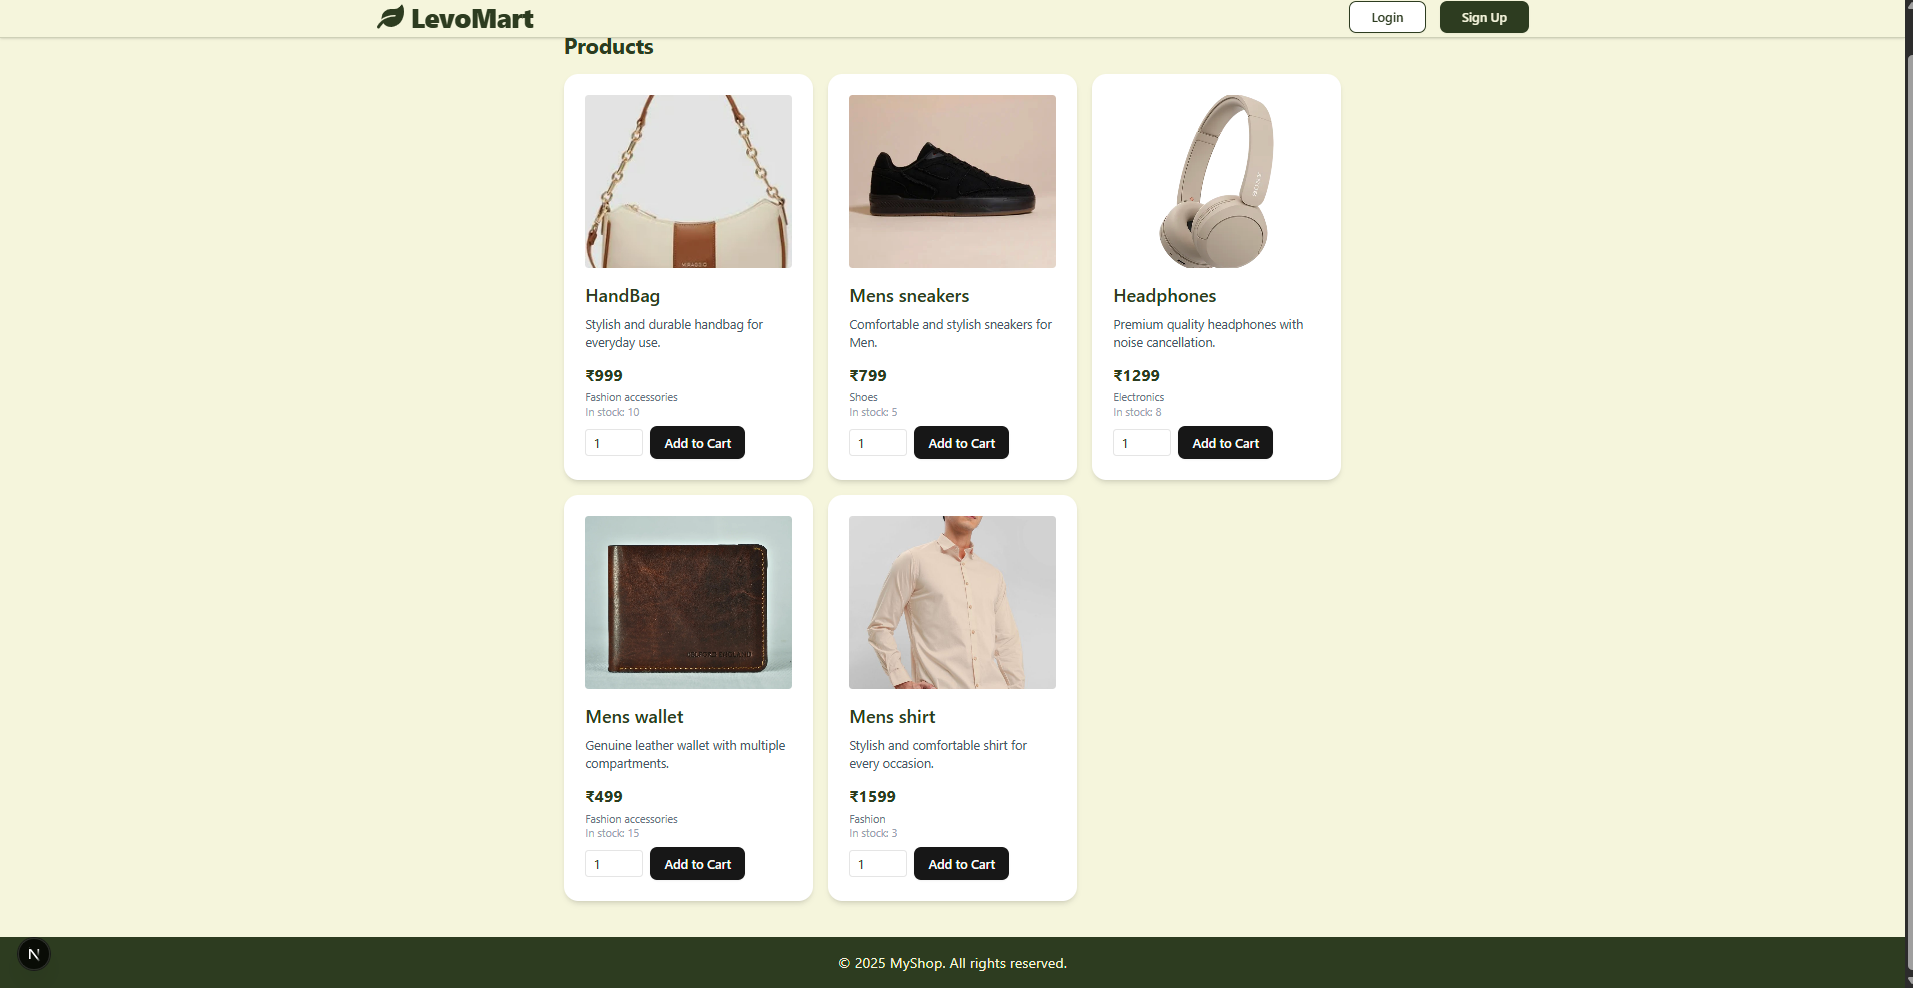 LevoMart
Login
Sign Up
Products
MIRAGGIO
SONY
HandBag
Stylish and durable handbag for
everyday use.
₹999
Fashion accessories
In stock: 10
1
Add to Cart
Mens sneakers
Comfortable and stylish sneakers for
Men.
₹799
Shoes
In stock: 5
1
Add to Cart
Headphones
Premium quality headphones with
noise cancellation.
₹1299
Electronics
In stock: 8
1
Add to Cart
Mens wallet
Genuine leather wallet with multiple
compartments.
₹499
Fashion accessories
In stock: 15
1
Add to Cart
Mens shirt
Stylish and comfortable shirt for
every occasion.
₹1599
Fashion
In stock: 3
1
Add to Cart
N
© 2025 MyShop. All rights reserved.